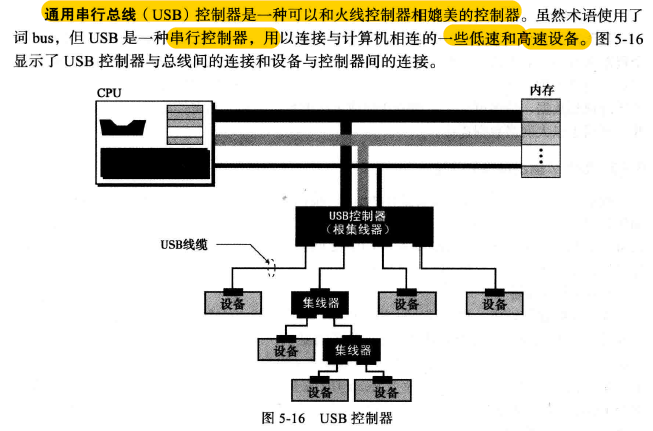 通用串行总线（USB）控制器是一种可以和火线控制器相媲美的控制器。虽然术语使用了
词 bus，但 USB 是一种串行控制器，用以连接与计算机相连的一些低速和高速设备。图 5-16
显示了 USB 控制器与总线间的连接和设备与控制器间的连接。
CPU
内存
USB控制器
（根集线器）
USB线缆
设备
集线器
设备
设备
设备
集线器
设备
设备
图 5-16 USB 控制器